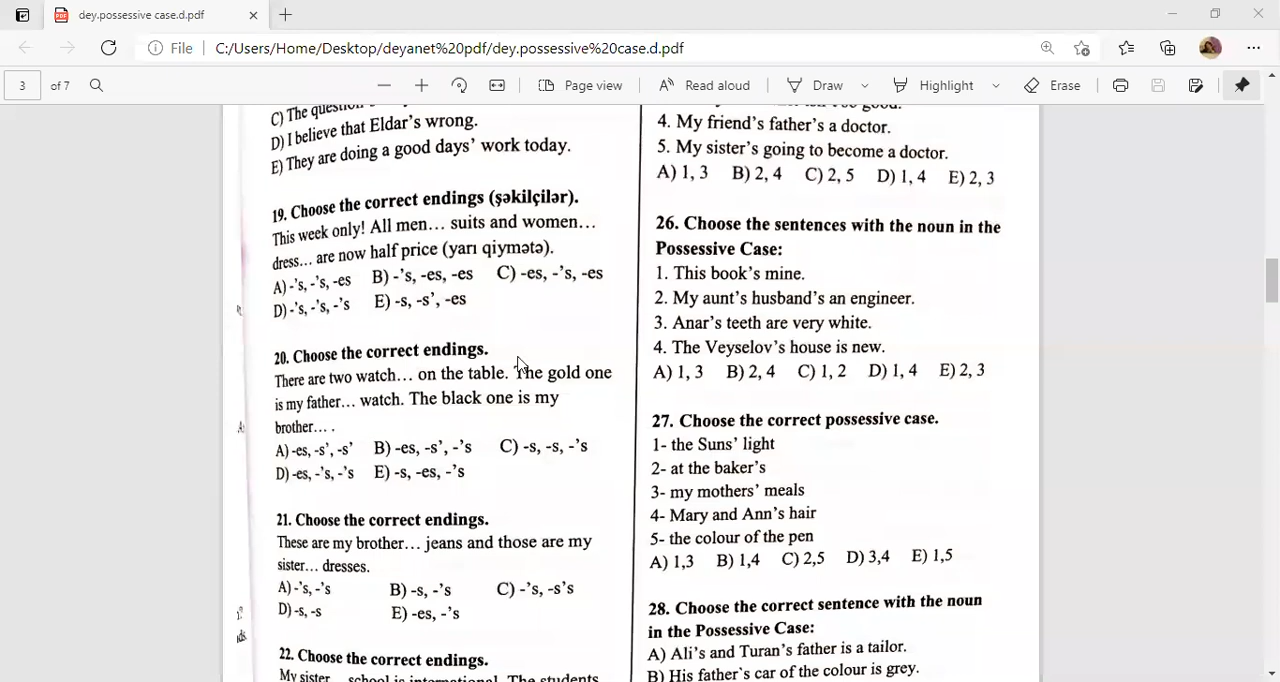 dey.possessive case.d.pdf
File C:/Users/Home/Desktop/deyanet%20pdf/dey.possessive%20case.d.pdf
3 of 7 Page view Read aloud Draw Highlight Erase
C) The question
D) I believe that Eldar's wrong.
E) They are doing a good days' work today.
19. Choose the correct endings (şəkilçilər).
This week only! All men… suits and women…
dress… are now half price (yarı qiymətə).
A) -'s, -'s, -es B) -'s, -es, -es C) -es, -'s, -es
D) -'s, -'s, -'s E) -s, -s', -es
20. Choose the correct endings.
There are two watch… on the table. The gold one
is my father… watch. The black one is my
brother… .
A) -es, -s', -s' B) -es, -s', -'s C) -s, -s, -'s
D) -es, -'s, -'s E) -s, -es, -'s
21. Choose the correct endings.
These are my brother… jeans and those are my
sister… dresses.
A) -'s, -'s B) -s, -'s C) -'s, -s's
D) -s, -s E) -es, -'s
22. Choose the correct endings.
My sister school is international. The students
good.
4. My friend's father's a doctor.
5. My sister's going to become a doctor.
A) 1, 3 B) 2, 4 C) 2, 5 D) 1, 4 E) 2, 3
26. Choose the sentences with the noun in the
Possessive Case:
1. This book's mine.
2. My aunt's husband's an engineer.
3. Anar's teeth are very white.
4. The Veyselov's house is new.
A) 1, 3 B) 2, 4 C) 1, 2 D) 1, 4 E) 2, 3
27. Choose the correct possessive case.
1- the Suns' light
2- at the baker's
3- my mothers' meals
4- Mary and Ann's hair
5- the colour of the pen
A) 1,3 B) 1,4 C) 2,5 D) 3,4 E) 1,5
28. Choose the correct sentence with the noun
in the Possessive Case:
A) Ali's and Turan's father is a tailor.
B) His father's car of the colour is grey.